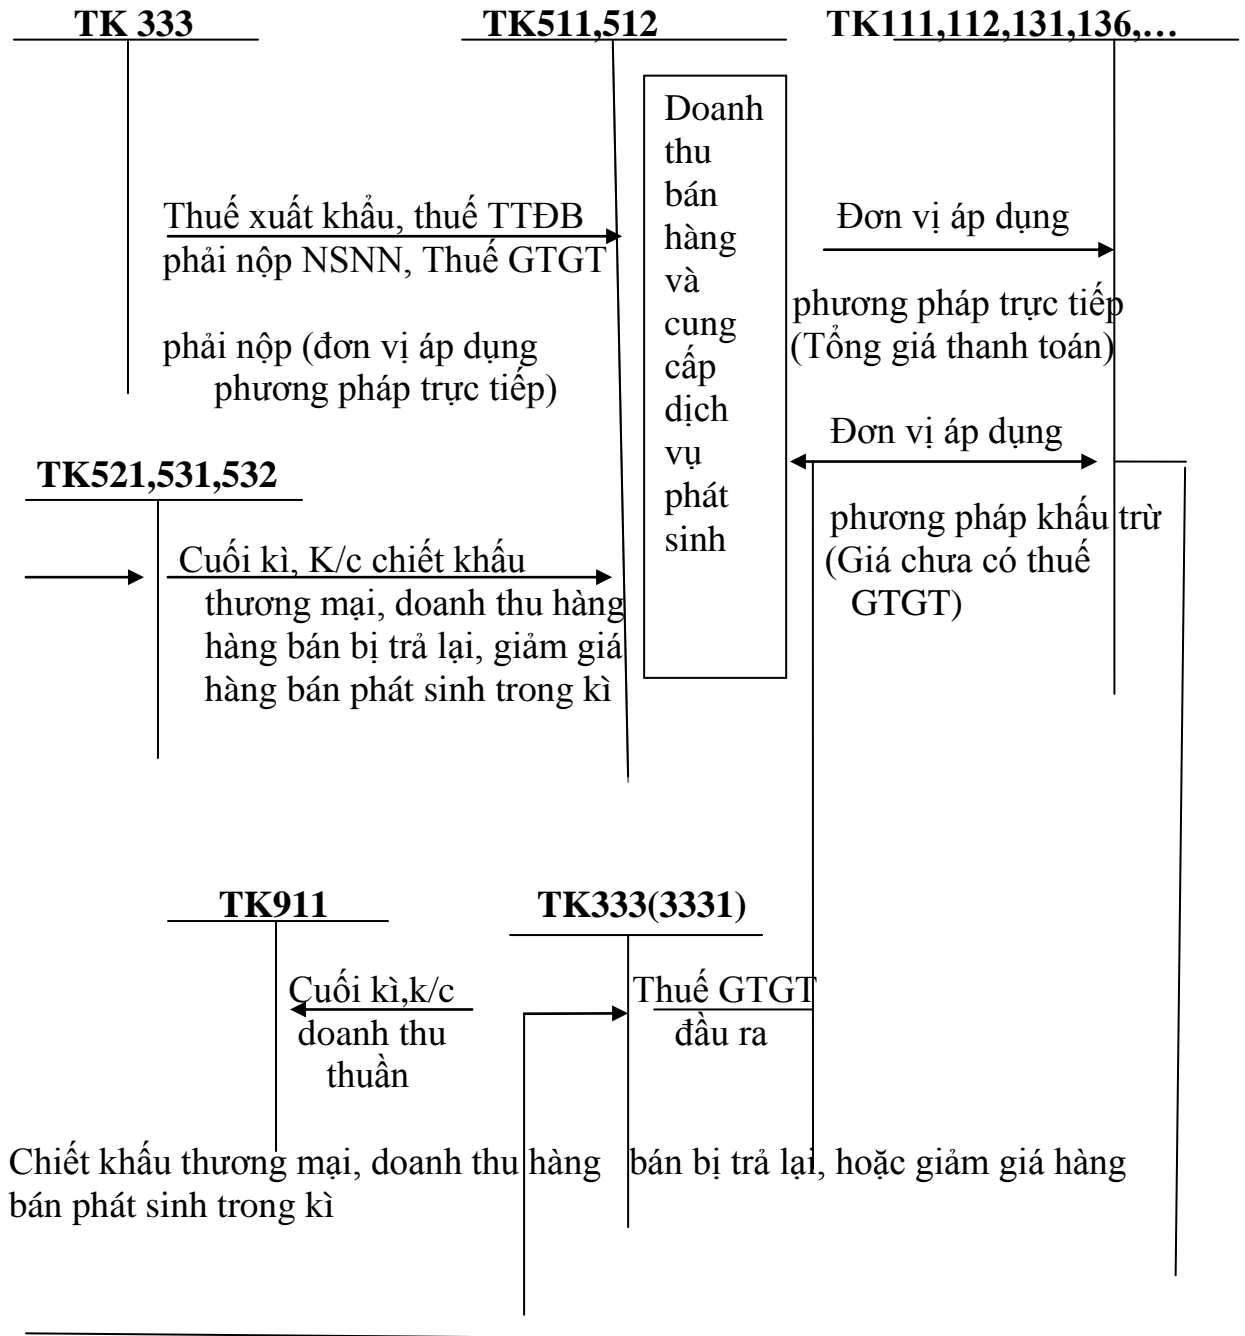 TK 333
TK511,512
TK111,112,131,136,…
Doanh
thu
bán
hàng
và
cung
cấp
dịch
vụ
phát
sinh
Thuế xuất khẩu, thuế TTĐB
phải nộp NSNN, Thuế GTGT
phải nộp (đơn vị áp dụng
phương pháp trực tiếp)
Đơn vị áp dụng
phương pháp trực tiếp
(Tổng giá thanh toán)
Đơn vị áp dụng
phương pháp khấu trừ
(Giá chưa có thuế
GTGT)
TK521,531,532
Cuối kì, K/c chiết khấu
thương mại, doanh thu hàng
hàng bán bị trả lại, giảm giá
hàng bán phát sinh trong kì
TK911
TK333(3331)
Cuối kì,k/c
doanh thu
thuần
Thuế GTGT
đầu ra
Chiết khấu thương mại, doanh thu hàng bán bị trả lại, hoặc giảm giá hàng
bán phát sinh trong kì